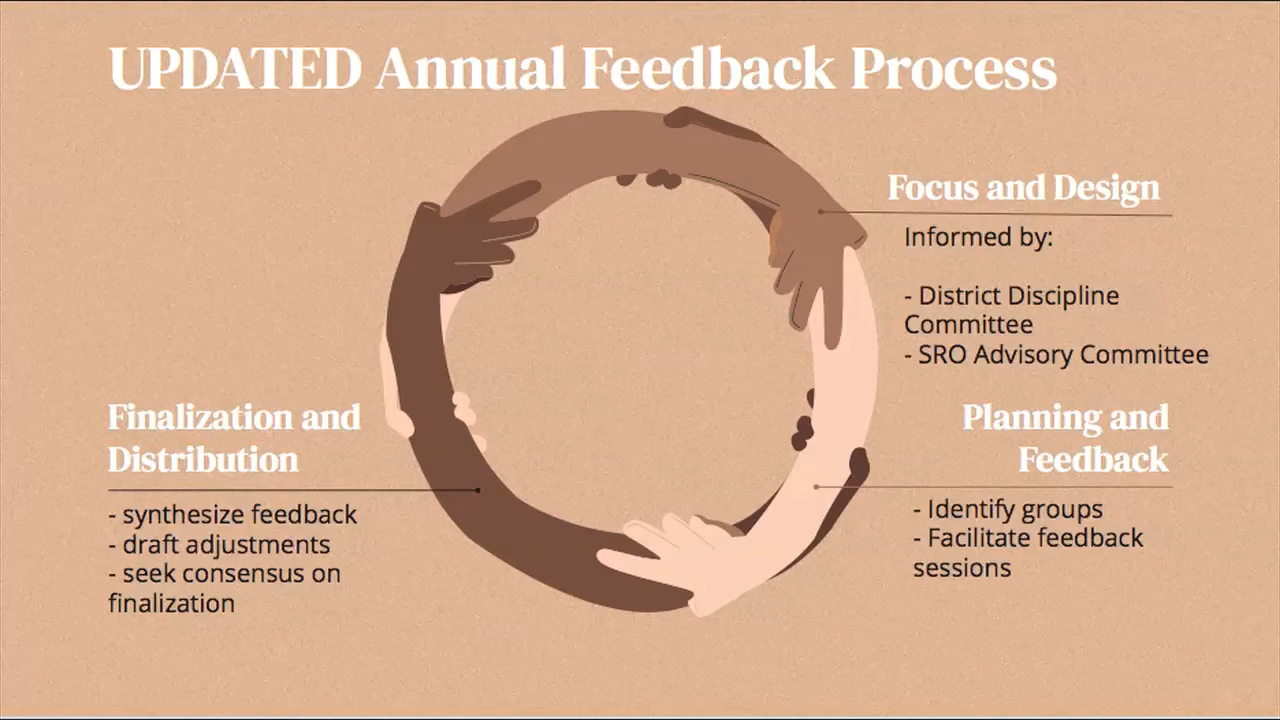 UPDATED Annual Feedback Process
Focus and Design
Informed by:
- District Discipline
Committee
- SRO Advisory Committee
Planning and
Feedback
- Identify groups
- Facilitate feedback
sessions
Finalization and
Distribution
- synthesize feedback
- draft adjustments
- seek consensus on
finalization